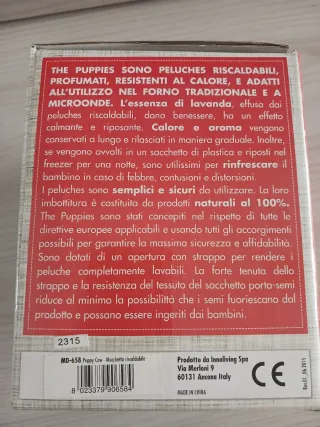 THE PUPPIES SONO PELUCHES RISCALDABILI,
PROFUMATI, RESISTENTI AL CALORE, E ADATTI
ALL'UTILIZZO NEL FORNO TRADIZIONALE E A
MICROONDE. L'essenza di lavanda, effusa dai
peluches riscaldabili, dona benessere, ha un effetto
calmante e riposante. Calore e aroma vengono
conservati a lungo e rilasciati in maniera graduale. Inoltre,
se vengono avvolti in un sacchetto di plastica e riposti nel
freezer per una notte, sono utilissimi per rinfrescare il
bambino in caso di febbre, contusioni e distorsioni.
I peluches sono semplici e sicuri da utilizzare. La loro
imbottitura è costituita da prodotti naturali al 100%.
The Puppies sono stati concepiti nel rispetto di tutte le
direttive europee applicabili e usando tutti gli accorgimenti
possibili per garantire la massima sicurezza e affidabilità.
Sono dotati di un apertura con strappo per rendere i
peluche completamente lavabili. La forte tenuta dello
strappo e la resistenza del tessuto del sacchetto porta-semi
riduce al minimo la possibilità che i semi fuoriescano dal
prodotto e possano essere ingeriti dai bambini.
2315
MD-658 Puppy Cow - Mucchetta riscaldabile
8 023379 906584
Prodotto da Innoliving Spa
Via Merloni 9
60131 Ancona Italy
MADE IN CHINA
CE
Rev.01_06.2015